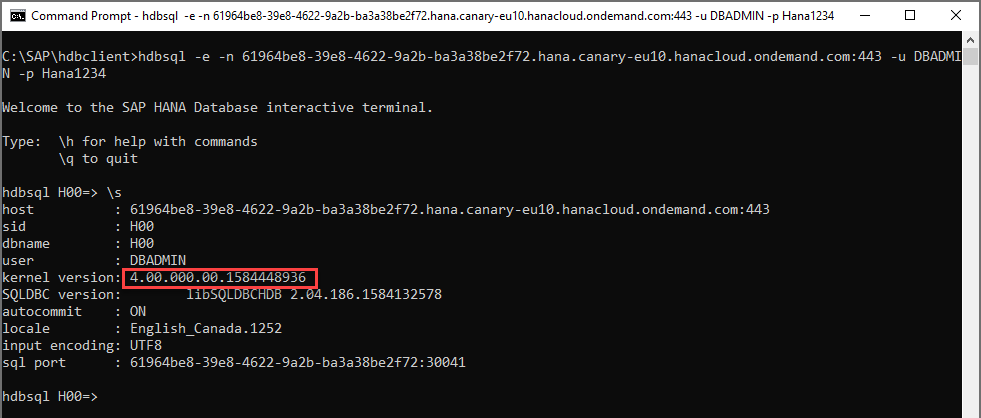 Command Prompt - hdbsql -e -n 61964be8-39e8-4622-9a2b-ba3a38be2f72.hana.canary-eu10.hanacloud.ondemand.com:443 -u DBADMIN -p Hana1234
C:\SAP\hdbclient>hdbsql -e -n 61964be8-39e8-4622-9a2b-ba3a38be2f72.hana.canary-eu10.hanacloud.ondemand.com:443 -u DBADMI
N -p Hana1234
Welcome to the SAP HANA Database interactive terminal.
Type:  \h for help with commands
       \q to quit
hdbsql H00=> \s
host          : 61964be8-39e8-4622-9a2b-ba3a38be2f72.hana.canary-eu10.hanacloud.ondemand.com:443
sid           : H00
dbname        : H00
user          : DBADMIN
kernel version: 4.00.000.00.1584448936
SQLDBC version:        libSQLDBCHDB 2.04.186.1584132578
autocommit    : ON
locale        : English_Canada.1252
input encoding: UTF8
sql port      : 61964be8-39e8-4622-9a2b-ba3a38be2f72:30041
hdbsql H00=>